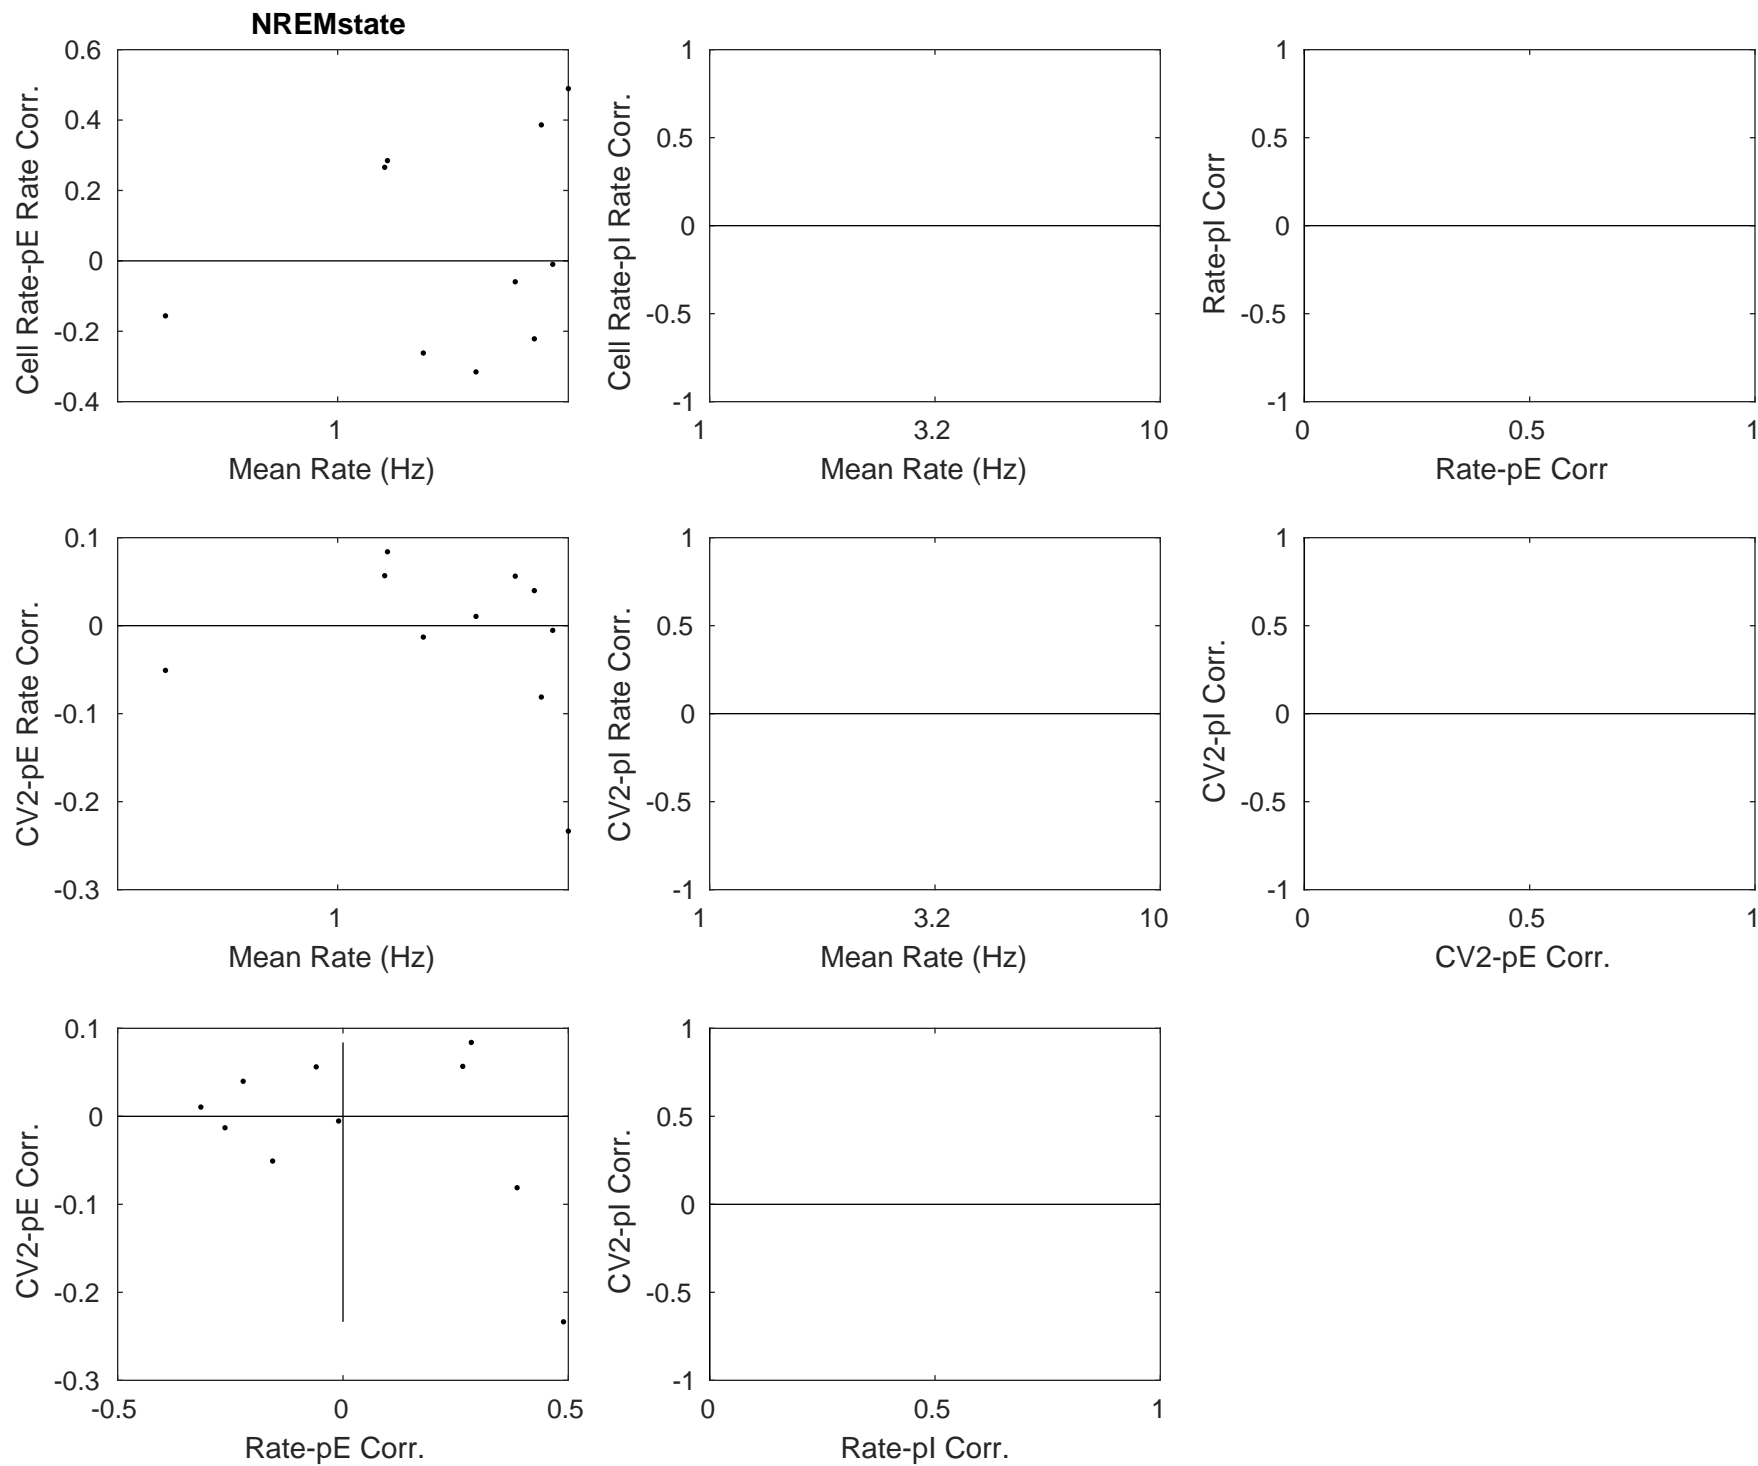 NREMstate
0.6
0.4
0.2
0
-0.2
-0.4
Cell Rate-pE Rate Corr.
1
Mean Rate (Hz)
1
0.5
0
-0.5
-1
Cell Rate-pI Rate Corr.
1 3.2 10
Mean Rate (Hz)
1
0.5
0
-0.5
-1
Rate-pI Corr
0 0.5 1
Rate-pE Corr
0.1
0
-0.1
-0.2
-0.3
CV2-pE Rate Corr.
1
Mean Rate (Hz)
1
0.5
0
-0.5
-1
CV2-pI Rate Corr.
1 3.2 10
Mean Rate (Hz)
1
0.5
0
-0.5
-1
CV2-pI Corr.
0 0.5 1
CV2-pE Corr.
0.1
0
-0.1
-0.2
-0.3
CV2-pE Corr.
-0.5 0 0.5
Rate-pE Corr.
1
0.5
0
-0.5
-1
CV2-pI Corr.
0 0.5 1
Rate-pI Corr.